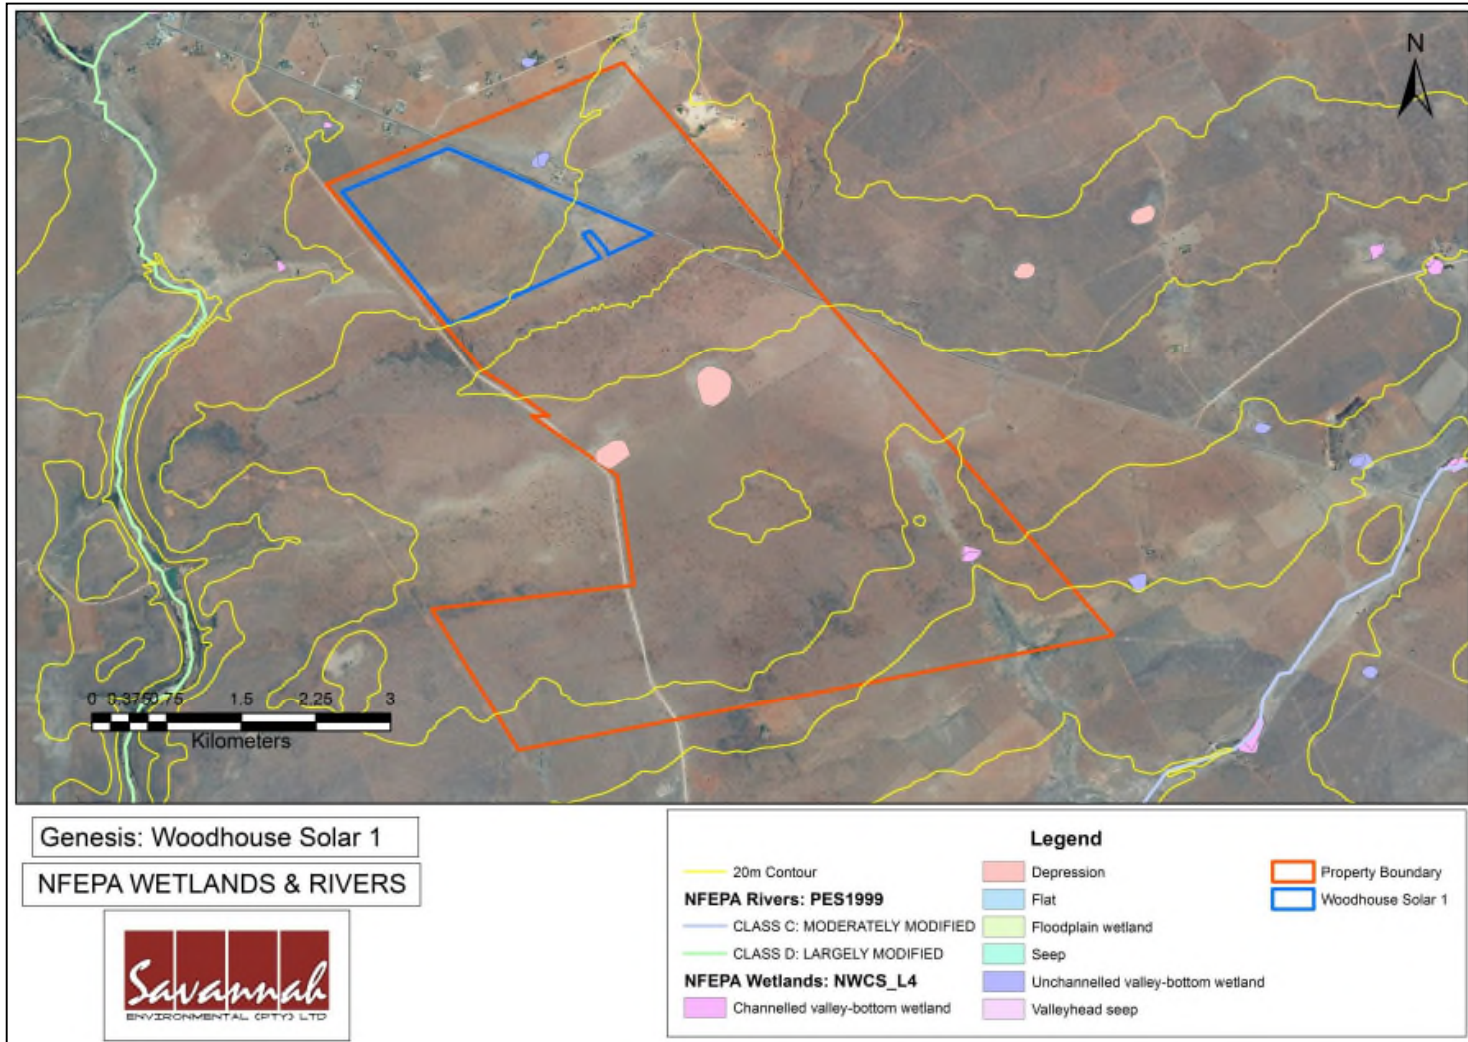 N
0 0.375 0.75 1.5 2.25 3
Kilometers
Genesis: Woodhouse Solar 1
NFEPA WETLANDS & RIVERS
Savannah
ENVIRONMENTAL (PTY) LTD
Legend
20m Contour
NFEPA Rivers: PES1999
CLASS C: MODERATELY MODIFIED
CLASS D: LARGELY MODIFIED
NFEPA Wetlands: NWCS_L4
Channelled valley-bottom wetland
Depression
Flat
Floodplain wetland
Seep
Unchannelled valley-bottom wetland
Valleyhead seep
Property Boundary
Woodhouse Solar 1